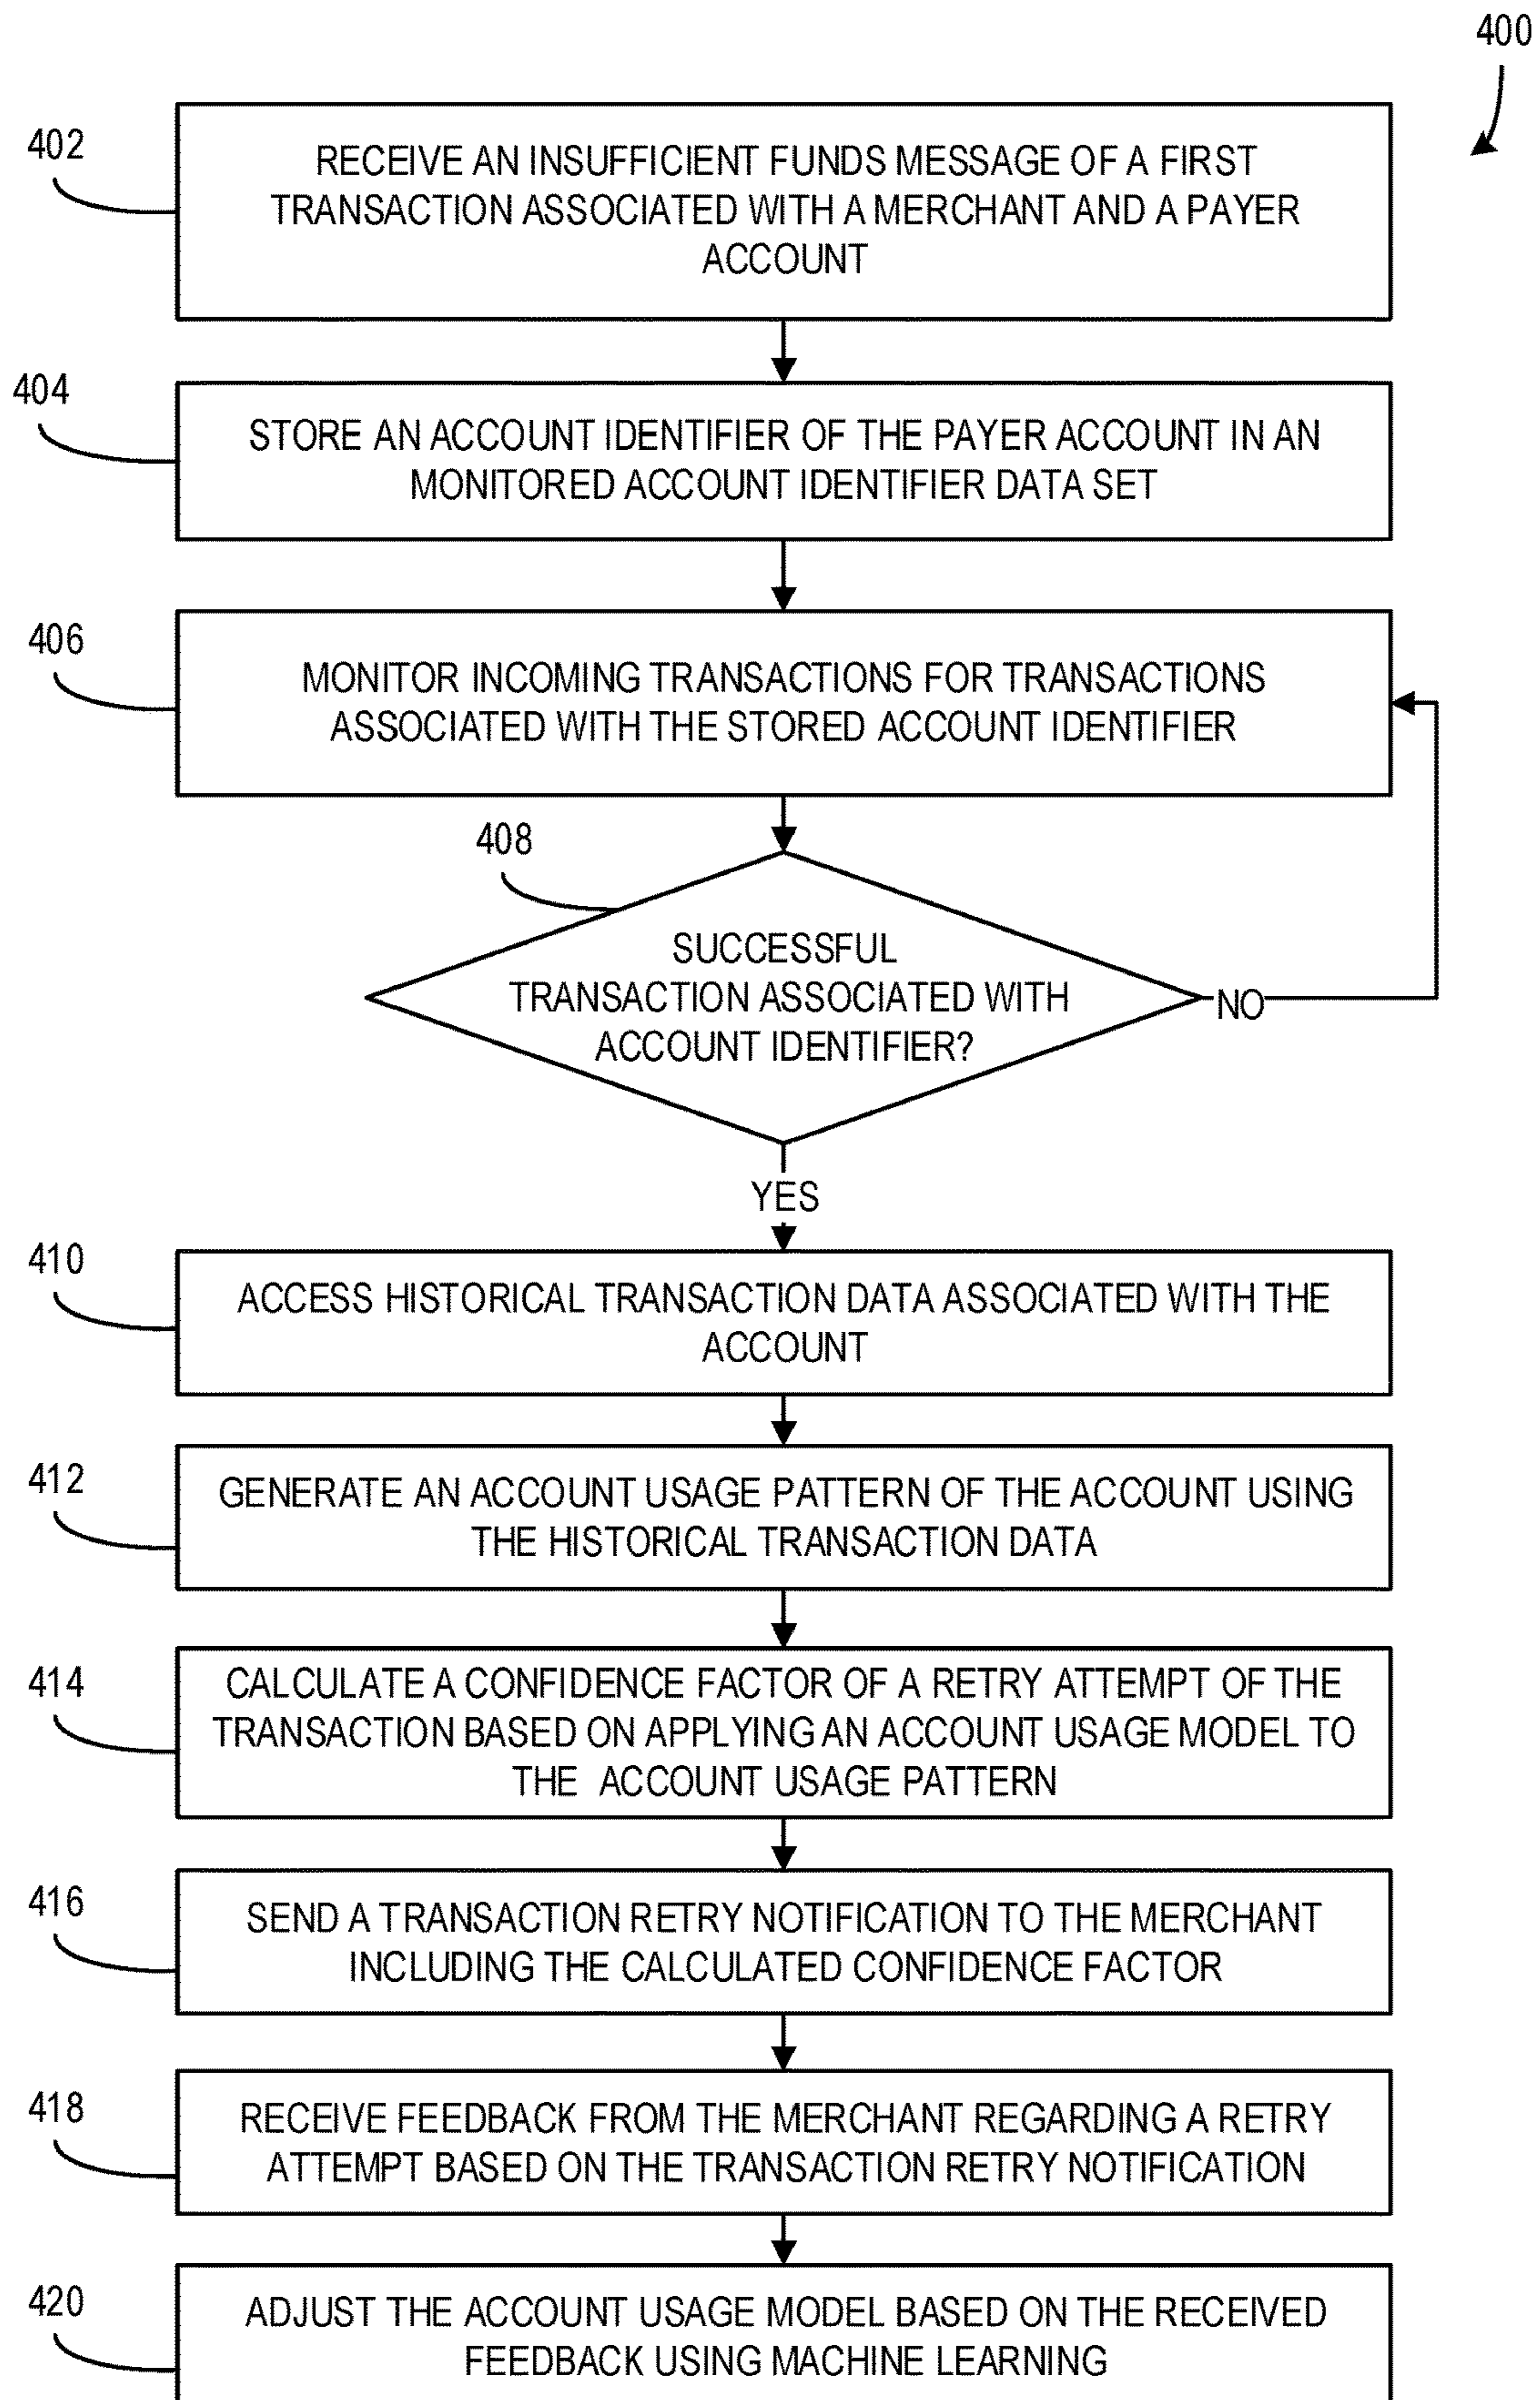 400
402
RECEIVE AN INSUFFICIENT FUNDS MESSAGE OF A FIRST
TRANSACTION ASSOCIATED WITH A MERCHANT AND A PAYER
ACCOUNT
404
STORE AN ACCOUNT IDENTIFIER OF THE PAYER ACCOUNT IN AN
MONITORED ACCOUNT IDENTIFIER DATA SET
406
MONITOR INCOMING TRANSACTIONS FOR TRANSACTIONS
ASSOCIATED WITH THE STORED ACCOUNT IDENTIFIER
408
SUCCESSFUL
TRANSACTION ASSOCIATED WITH
ACCOUNT IDENTIFIER?
NO
YES
410
ACCESS HISTORICAL TRANSACTION DATA ASSOCIATED WITH THE
ACCOUNT
412
GENERATE AN ACCOUNT USAGE PATTERN OF THE ACCOUNT USING
THE HISTORICAL TRANSACTION DATA
414
CALCULATE A CONFIDENCE FACTOR OF A RETRY ATTEMPT OF THE
TRANSACTION BASED ON APPLYING AN ACCOUNT USAGE MODEL TO
THE ACCOUNT USAGE PATTERN
416
SEND A TRANSACTION RETRY NOTIFICATION TO THE MERCHANT
INCLUDING THE CALCULATED CONFIDENCE FACTOR
418
RECEIVE FEEDBACK FROM THE MERCHANT REGARDING A RETRY
ATTEMPT BASED ON THE TRANSACTION RETRY NOTIFICATION
420
ADJUST THE ACCOUNT USAGE MODEL BASED ON THE RECEIVED
FEEDBACK USING MACHINE LEARNING